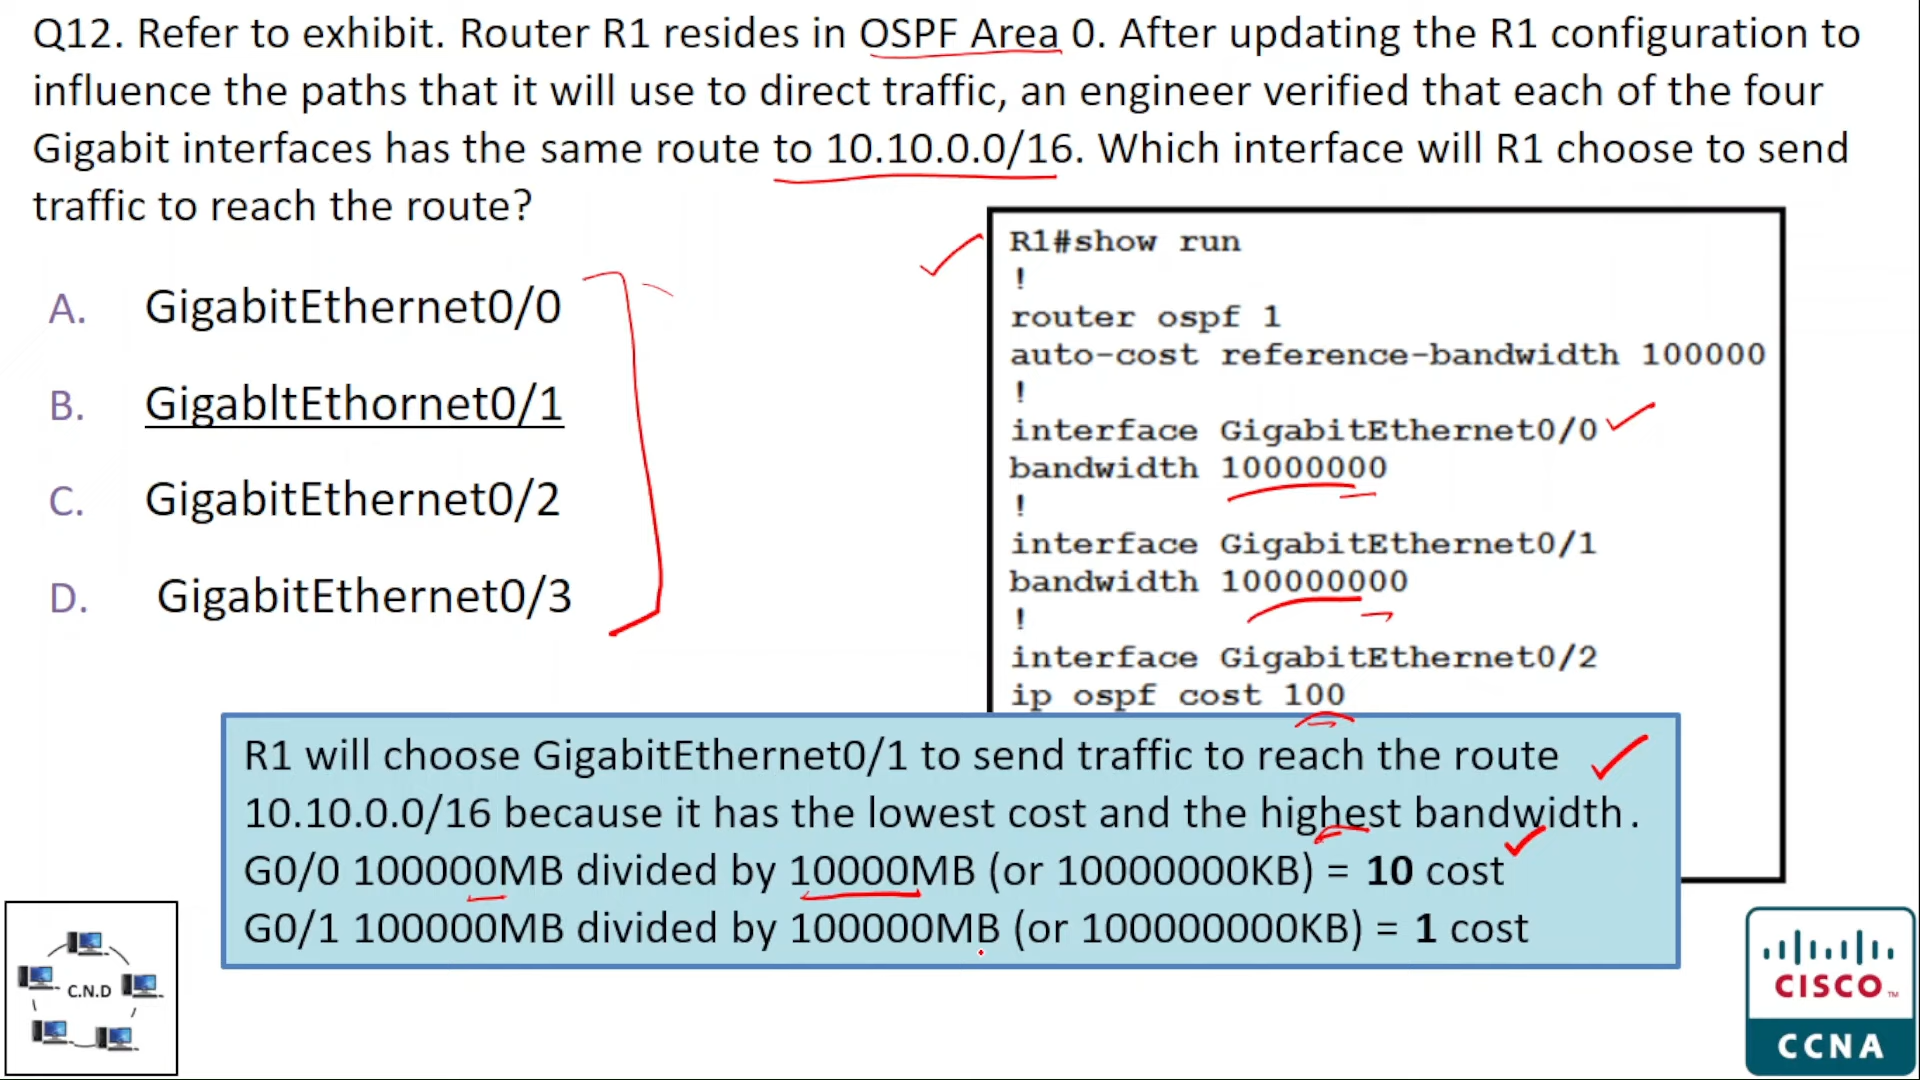 Q12. Refer to exhibit. Router R1 resides in OSPF Area 0. After updating the R1 configuration to
influence the paths that it will use to direct traffic, an engineer verified that each of the four
Gigabit interfaces has the same route to 10.10.0.0/16. Which interface will R1 choose to send
traffic to reach the route?
A. GigabitEthernet0/0
B. GigabltEthornet0/1
C. GigabitEthernet0/2
D. GigabitEthernet0/3
R1#show run
!
router ospf 1
auto-cost reference-bandwidth 100000
!
interface GigabitEthernet0/0
bandwidth 10000000
!
interface GigabitEthernet0/1
bandwidth 100000000
!
interface GigabitEthernet0/2
ip ospf cost 100
R1 will choose GigabitEthernet0/1 to send traffic to reach the route
10.10.0.0/16 because it has the lowest cost and the highest bandwidth.
G0/0 100000MB divided by 10000MB (or 10000000KB) = 10 cost
G0/1 100000MB divided by 100000MB (or 100000000KB) = 1 cost
C.N.D
CISCO™
CCNA